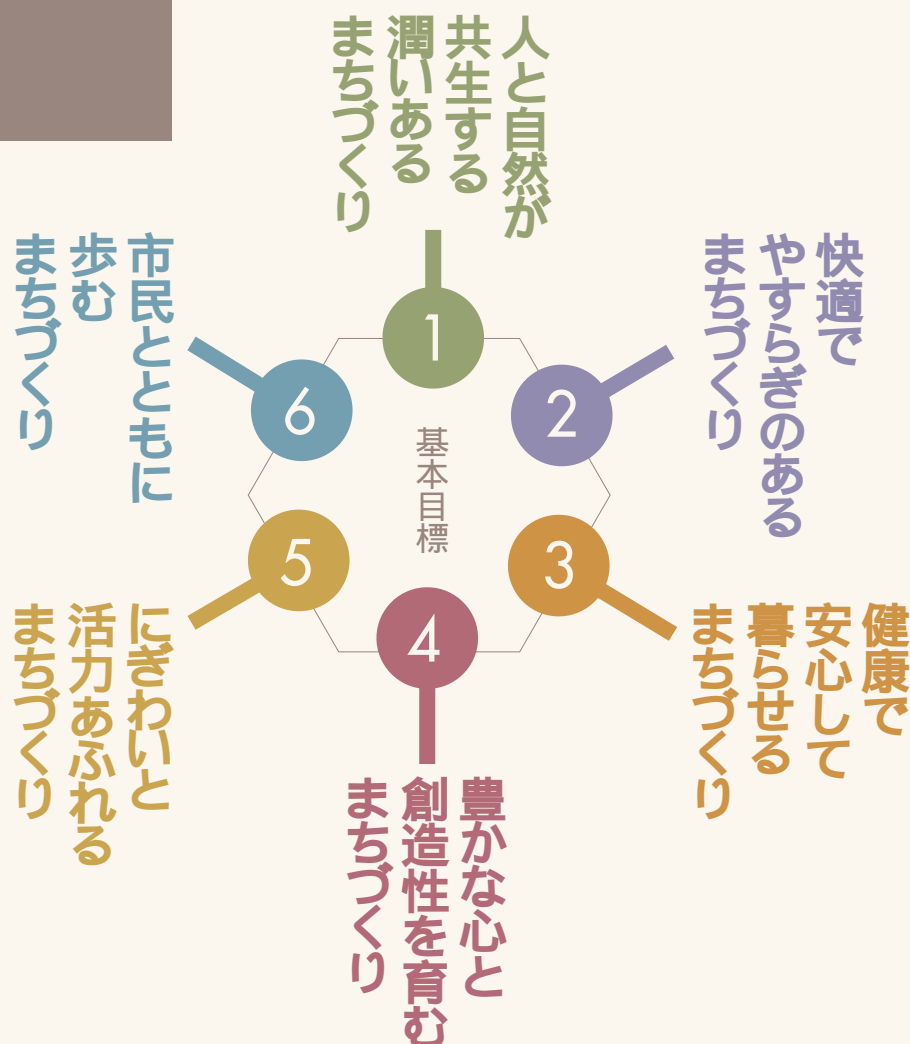 基本目標
1
人と自然が
共生する
潤いある
まちづくり
2
快適で
やすらぎのある
まちづくり
3
健康で
安心して
暮らせる
まちづくり
4
豊かな心と
創造性を育む
まちづくり
5
にぎわいと
活力あふれる
まちづくり
6
市民とともに
歩む
まちづくり